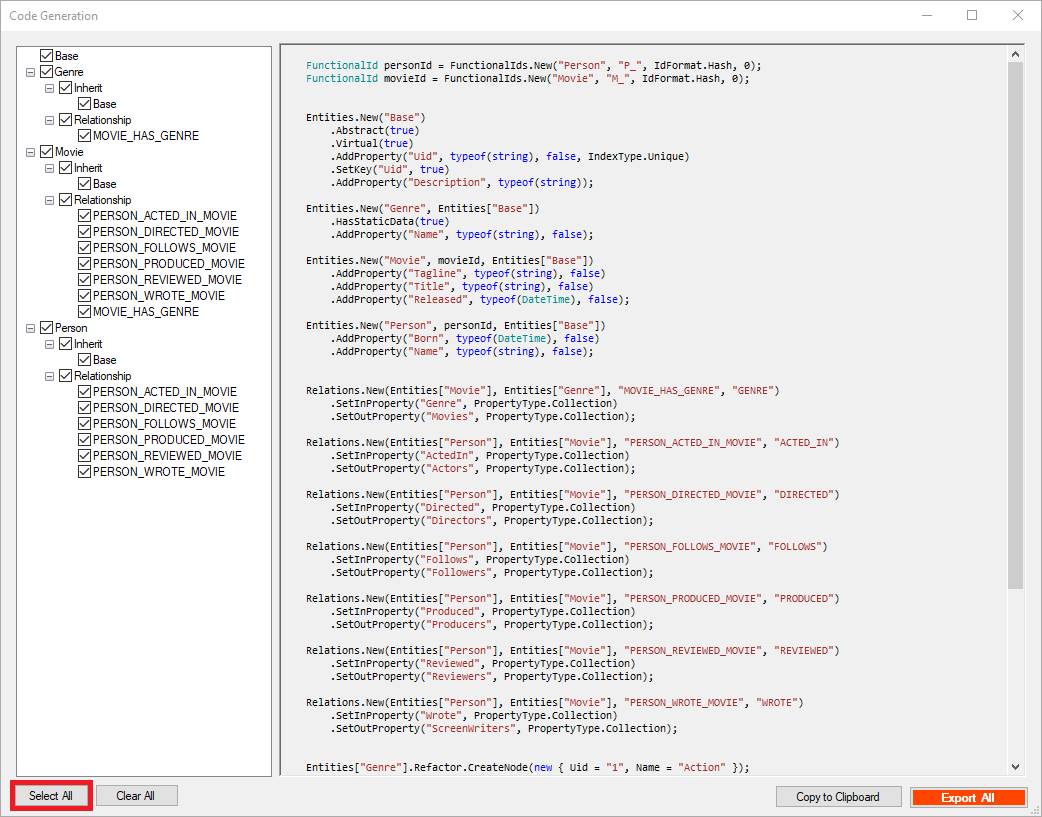 Code Generation
Base
Genre
Inherit
Base
Relationship
MOVIE_HAS_GENRE
Movie
Inherit
Base
Relationship
PERSON_ACTED_IN_MOVIE
PERSON_DIRECTED_MOVIE
PERSON_FOLLOWS_MOVIE
PERSON_PRODUCED_MOVIE
PERSON_REVIEWED_MOVIE
PERSON_WROTE_MOVIE
MOVIE_HAS_GENRE
Person
Inherit
Base
Relationship
PERSON_ACTED_IN_MOVIE
PERSON_DIRECTED_MOVIE
PERSON_FOLLOWS_MOVIE
PERSON_PRODUCED_MOVIE
PERSON_REVIEWED_MOVIE
PERSON_WROTE_MOVIE
FunctionalId personId = FunctionalIds.New("Person", "P_", IdFormat.Hash, 0);
FunctionalId movieId = FunctionalIds.New("Movie", "M_", IdFormat.Hash, 0);
Entities.New("Base")
.Abstract(true)
.Virtual(true)
.AddProperty("Uid", typeof(string), false, IndexType.Unique)
.SetKey("Uid", true)
.AddProperty("Description", typeof(string));
Entities.New("Genre", Entities["Base"])
.HasStaticData(true)
.AddProperty("Name", typeof(string), false);
Entities.New("Movie", movieId, Entities["Base"])
.AddProperty("Tagline", typeof(string), false)
.AddProperty("Title", typeof(string), false)
.AddProperty("Released", typeof(DateTime), false);
Entities.New("Person", personId, Entities["Base"])
.AddProperty("Born", typeof(DateTime), false)
.AddProperty("Name", typeof(string), false);
Relations.New(Entities["Movie"], Entities["Genre"], "MOVIE_HAS_GENRE", "GENRE")
.SetInProperty("Genre", PropertyType.Collection)
.SetOutProperty("Movies", PropertyType.Collection);
Relations.New(Entities["Person"], Entities["Movie"], "PERSON_ACTED_IN_MOVIE", "ACTED_IN")
.SetInProperty("ActedIn", PropertyType.Collection)
.SetOutProperty("Actors", PropertyType.Collection);
Relations.New(Entities["Person"], Entities["Movie"], "PERSON_DIRECTED_MOVIE", "DIRECTED")
.SetInProperty("Directed", PropertyType.Collection)
.SetOutProperty("Directors", PropertyType.Collection);
Relations.New(Entities["Person"], Entities["Movie"], "PERSON_FOLLOWS_MOVIE", "FOLLOWS")
.SetInProperty("Follows", PropertyType.Collection)
.SetOutProperty("Followers", PropertyType.Collection);
Relations.New(Entities["Person"], Entities["Movie"], "PERSON_PRODUCED_MOVIE", "PRODUCED")
.SetInProperty("Produced", PropertyType.Collection)
.SetOutProperty("Producers", PropertyType.Collection);
Relations.New(Entities["Person"], Entities["Movie"], "PERSON_REVIEWED_MOVIE", "REVIEWED")
.SetInProperty("Reviewed", PropertyType.Collection)
.SetOutProperty("Reviewers", PropertyType.Collection);
Relations.New(Entities["Person"], Entities["Movie"], "PERSON_WROTE_MOVIE", "WROTE")
.SetInProperty("Wrote", PropertyType.Collection)
.SetOutProperty("ScreenWriters", PropertyType.Collection);
Entities["Genre"].Refactor.CreateNode(new { Uid = "1", Name = "Action" });
Select All
Clear All
Copy to Clipboard
Export All